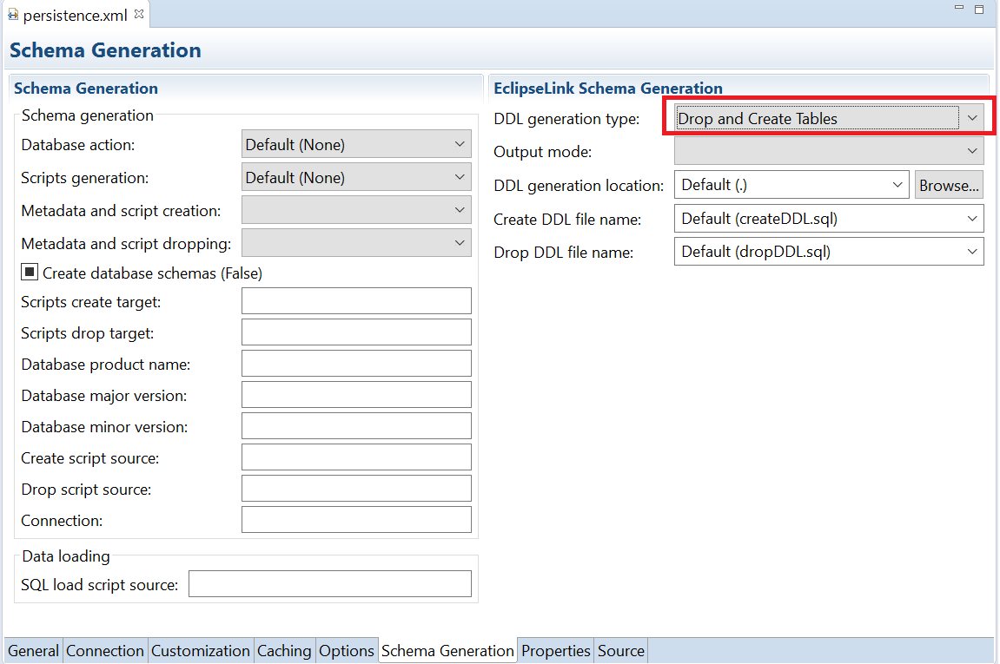 persistence.xml
Schema Generation
Schema Generation
Schema generation
Database action: Default (None)
Scripts generation: Default (None)
Metadata and script creation:
Metadata and script dropping:
Create database schemas (False)
Scripts create target:
Scripts drop target:
Database product name:
Database major version:
Database minor version:
Create script source:
Drop script source:
Connection:
Data loading
SQL load script source:
EclipseLink Schema Generation
DDL generation type: Drop and Create Tables
Output mode:
DDL generation location: Default (.) Browse...
Create DDL file name: Default (createDDL.sql)
Drop DDL file name: Default (dropDDL.sql)
General Connection Customization Caching Options Schema Generation Properties Source